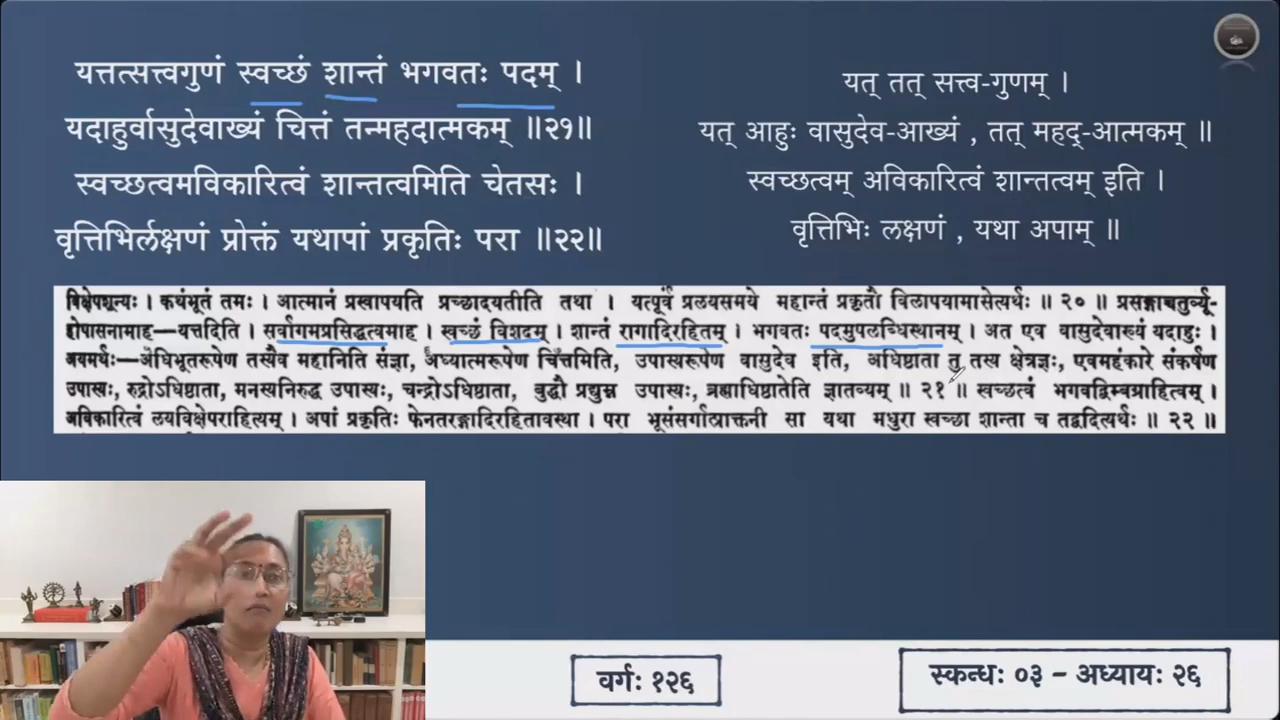 यत्तत्सत्त्वगुणं स्वच्छं शान्तं भगवतः पदम् ।
यदाहुर्वासुदेवाख्यं चित्तं तन्महदात्मकम् ॥२१॥
स्वच्छत्वमविकारित्वं शान्तत्वमिति चेतसः ।
वृत्तिभिर्लक्षणं प्रोक्तं यथापां प्रकृतिः परा ॥२२॥
यत् तत् सत्त्व-गुणम् ।
यत् आहुः वासुदेव-आख्यं , तत् महद्-आत्मकम् ॥
स्वच्छत्वम् अविकारित्वं शान्तत्वम् इति ।
वृत्तिभिः लक्षणं , यथा अपाम् ॥
विक्षेपशून्यः । कथंभूतं तमः । आत्मानं प्रस्वापयति प्रच्छादयतीति तथा । यत्पूर्वं प्रलयसमये महान्तं प्रकृतौ विलापयामासेत्यर्थः ॥ २० ॥ प्रसङ्गाच्चतुर्व्यू-
होपासनामाह—यत्तदिति । सर्वागमप्रसिद्धत्वमाह । स्वच्छं विशदम् । शान्तं रागादिरहितम् । भगवतः पदमुपलब्धिस्थानम् । अत एव वासुदेवाख्यं यदाहुः ।
अयमर्थः—अधिभूतरूपेण तस्यैव महानिति संज्ञा, अध्यात्मरूपेण चित्तमिति, उपास्यरूपेण वासुदेव इति, अधिष्ठाता तु तस्य क्षेत्रज्ञः, एवमहंकारे संकर्षण
उपास्यः, रुद्रोऽधिष्ठाता, मनस्यनिरुद्ध उपास्यः, चन्द्रोऽधिष्ठाता, बुद्धौ प्रद्युम्न उपास्यः, ब्रह्माधिष्ठातेति ज्ञातव्यम् ॥ २१ ॥ स्वच्छत्वं भगवद्बिम्बग्राहित्वम् ।
अविकारित्वं लयविक्षेपराहित्यम् । अपां प्रकृतिः फेनतरङ्गादिरहितावस्था । परा भूसंसर्गात्प्राक्तनी सा यथा मधुरा स्वच्छा शान्ता च तद्वदित्यर्थः ॥ २२ ॥
वर्गः १२६
स्कन्धः ०३ – अध्यायः २६